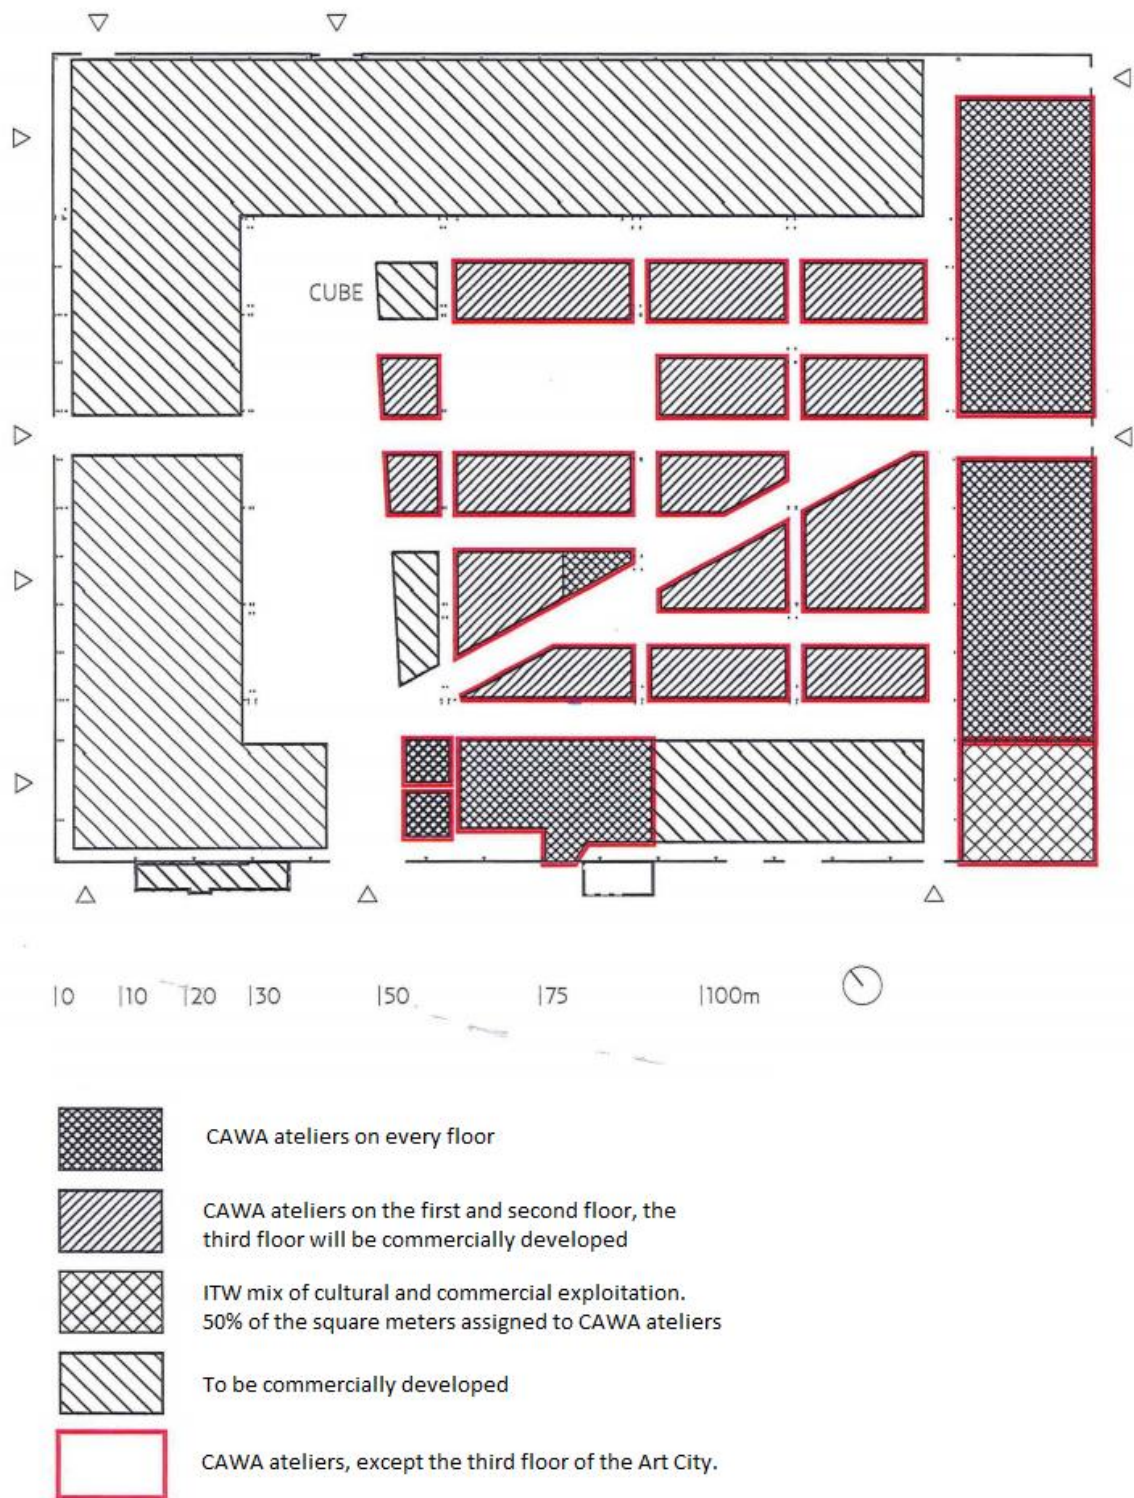 CUBE
|0 |10 |20 |30 |50 |75 |100m
CAWA ateliers on every floor
CAWA ateliers on the first and second floor, the
third floor will be commercially developed
ITW mix of cultural and commercial exploitation.
50% of the square meters assigned to CAWA ateliers
To be commercially developed
CAWA ateliers, except the third floor of the Art City.